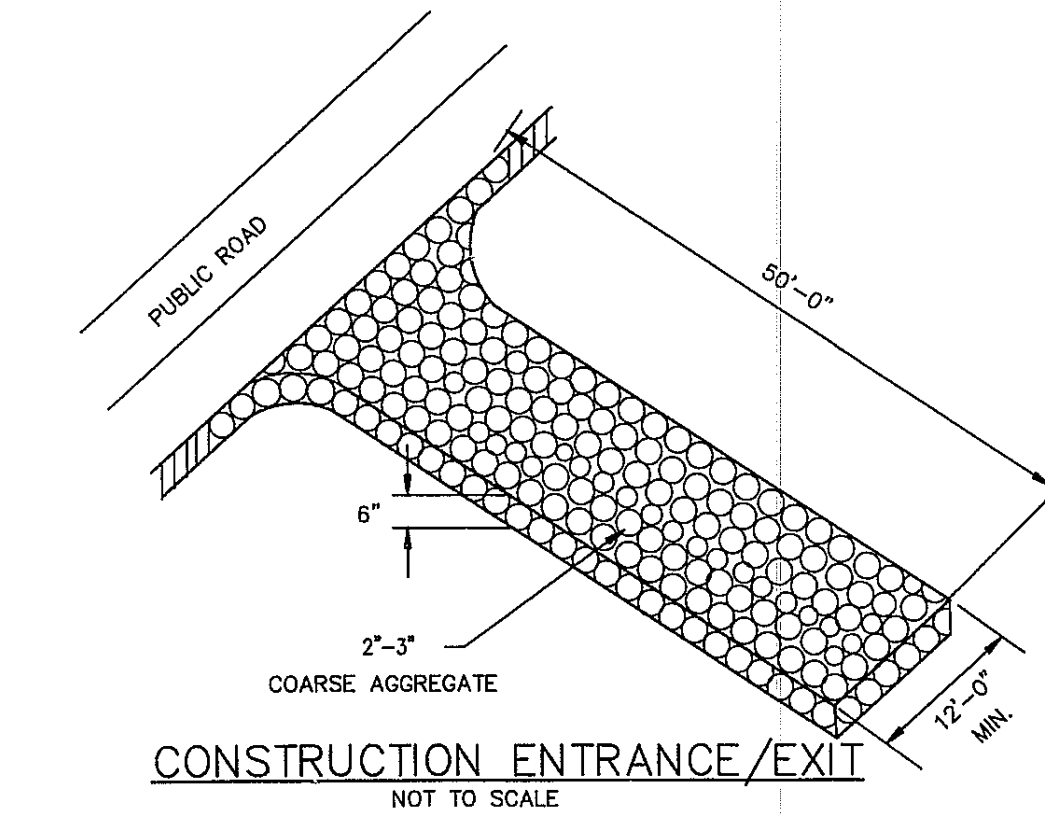 PUBLIC ROAD
50'-0"
6"
2"-3"
COARSE AGGREGATE
12'-0"
MIN.
CONSTRUCTION ENTRANCE/EXIT
NOT TO SCALE